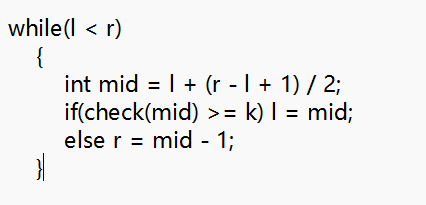 while(l < r)
{
int mid = l + (r - l + 1) / 2;
if(check(mid) >= k) l = mid;
else r = mid - 1;
}